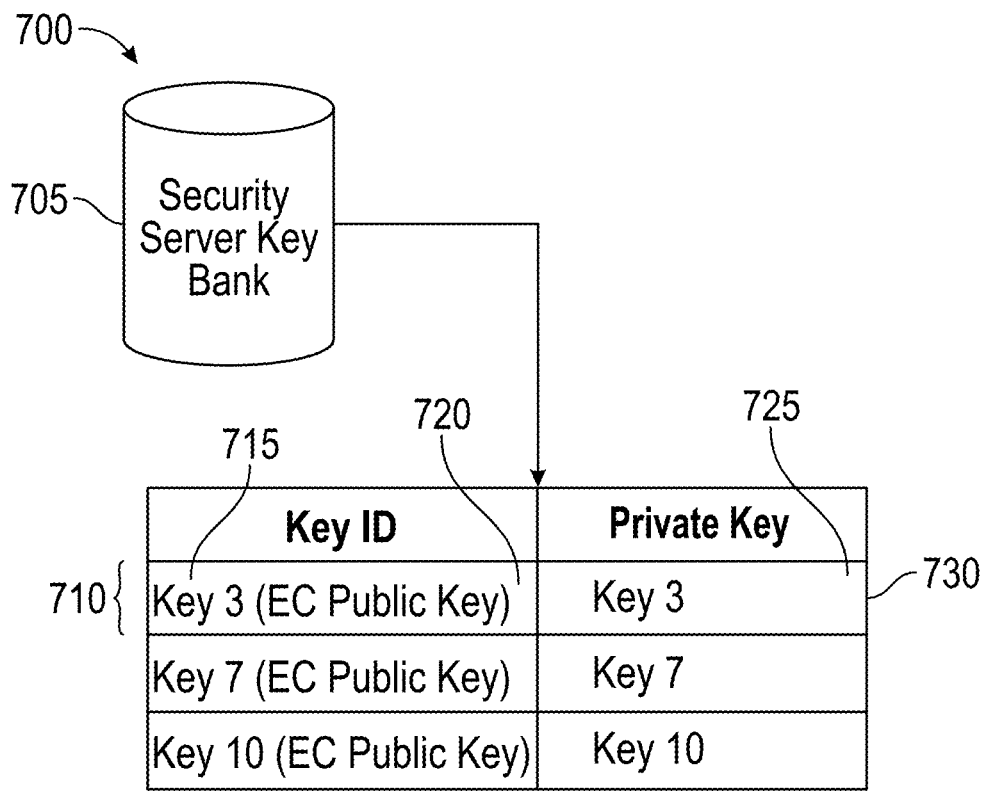 700
705
Security
Server Key
Bank
715
720
725
Key ID
Private Key
710
Key 3 (EC Public Key)
Key 3
730
Key 7 (EC Public Key)
Key 7
Key 10 (EC Public Key)
Key 10